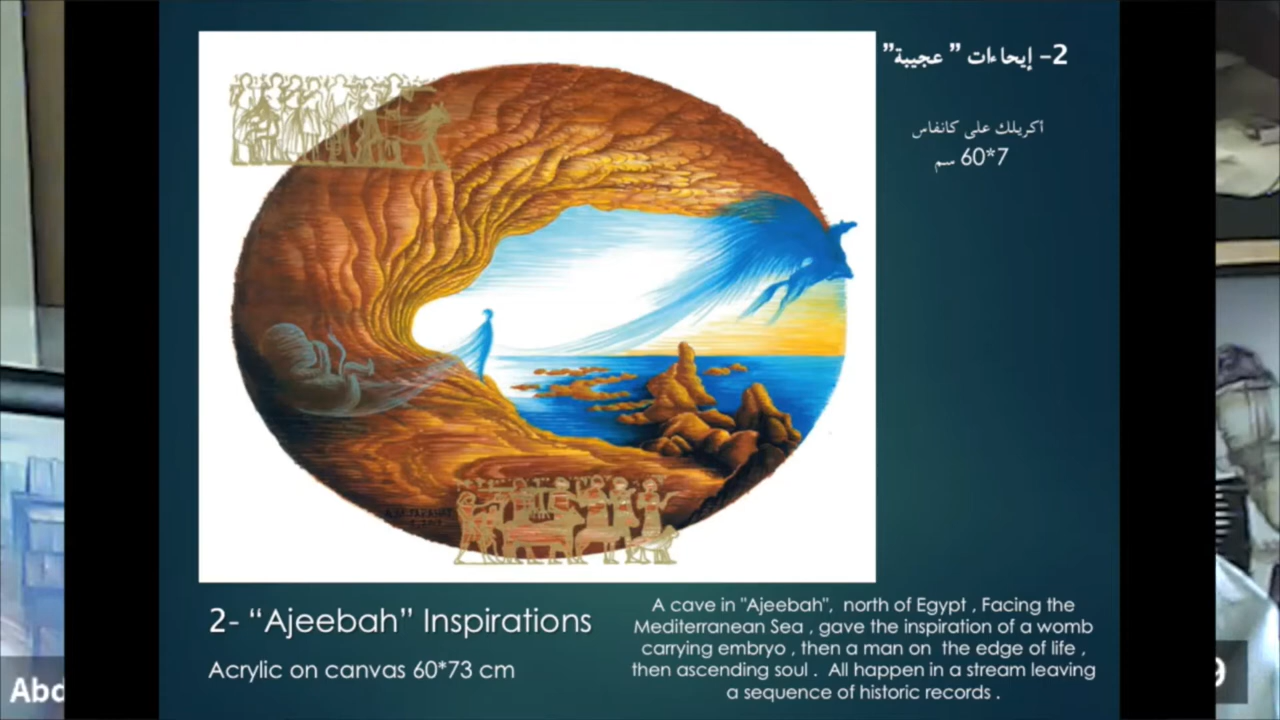 2- إيحاءات ” عجيبة”
اكريلك على كانفاس
60*7 سم
2- “Ajeebah” Inspirations
Acrylic on canvas 60*73 cm
A cave in "Ajeebah", north of Egypt , Facing the
Mediterranean Sea , gave the inspiration of a womb
carrying embryo , then a man on the edge of life ,
then ascending soul . All happen in a stream leaving
a sequence of historic records .
Abd
9